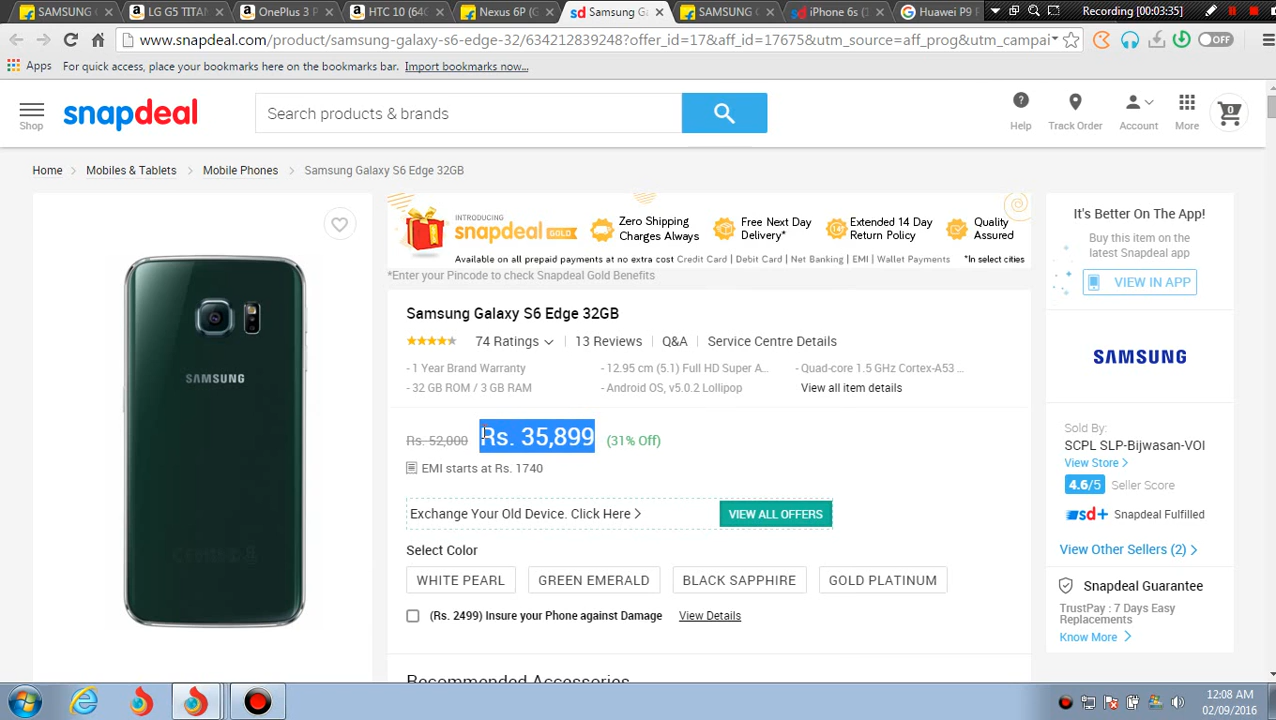 SAMSUNG
LG G5 TITAN
OnePlus 3
HTC 10 (64G
Nexus 6P (G
Samsung Ga
SAMSUNG G
iPhone 6s (1
Huawei P9
Recording [00:03:35]
www.snapdeal.com/product/samsung-galaxy-s6-edge-32/634212839248?offer_id=17&aff_id=17675&utm_source=aff_prog&utm_campai
OFF
Apps For quick access, place your bookmarks here on the bookmarks bar. Import bookmarks now...
Shop
snapdeal
Search products & brands
Help
Track Order
Account
More
0
Home
Mobiles & Tablets
Mobile Phones
Samsung Galaxy S6 Edge 32GB
SAMSUNG
INTRODUCING
snapdeal GOLD
Zero Shipping
Charges Always
Free Next Day
Delivery*
Extended 14 Day
Return Policy
Quality
Assured
Available on all prepaid payments at no extra cost Credit Card | Debit Card | Net Banking | EMI | Wallet Payments *In select cities
*Enter your Pincode to check Snapdeal Gold Benefits
Samsung Galaxy S6 Edge 32GB
74 Ratings
13 Reviews
Q&A
Service Centre Details
- 1 Year Brand Warranty
- 12.95 cm (5.1) Full HD Super A...
- Quad-core 1.5 GHz Cortex-A53 ...
- 32 GB ROM / 3 GB RAM
- Android OS, v5.0.2 Lollipop
View all item details
Rs. 52,000 Rs. 35,899 (31% Off)
EMI starts at Rs. 1740
Exchange Your Old Device. Click Here >
VIEW ALL OFFERS
Select Color
WHITE PEARL
GREEN EMERALD
BLACK SAPPHIRE
GOLD PLATINUM
(Rs. 2499) Insure your Phone against Damage View Details
Recommended Accessories
It's Better On The App!
Buy this item on the
latest Snapdeal app
VIEW IN APP
SAMSUNG
Sold By:
SCPL SLP-Bijwasan-VOI
View Store >
4.6/5 Seller Score
sd+ Snapdeal Fulfilled
View Other Sellers (2) >
Snapdeal Guarantee
TrustPay : 7 Days Easy
Replacements
Know More >
12:08 AM
02/09/2016